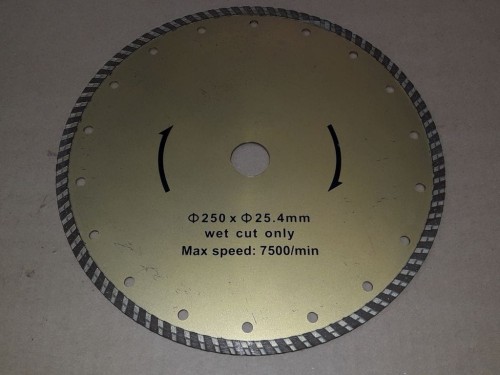 Φ250 x Φ25.4mm
wet cut only
Max speed: 7500/min